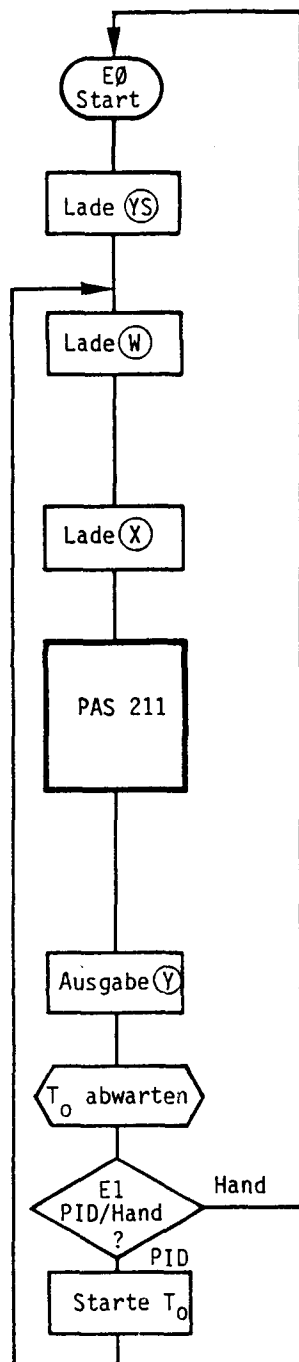 EØ
Start
Lade YS
Lade W
Lade X
PAS 211
Ausgabe Y
To abwarten
E1
PID/Hand
?
Hand
PID
Starte To